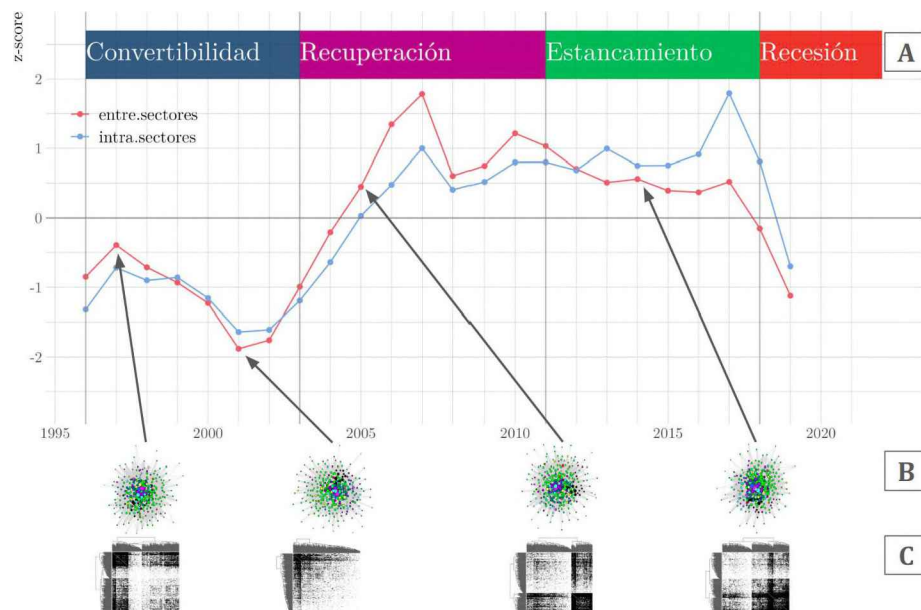 z-score
Convertibilidad
Recuperación
Estancamiento
Recesión
A
2
entre.sectores
intra.sectores
1
0
-1
-2
1995
2000
2005
2010
2015
2020
B
C